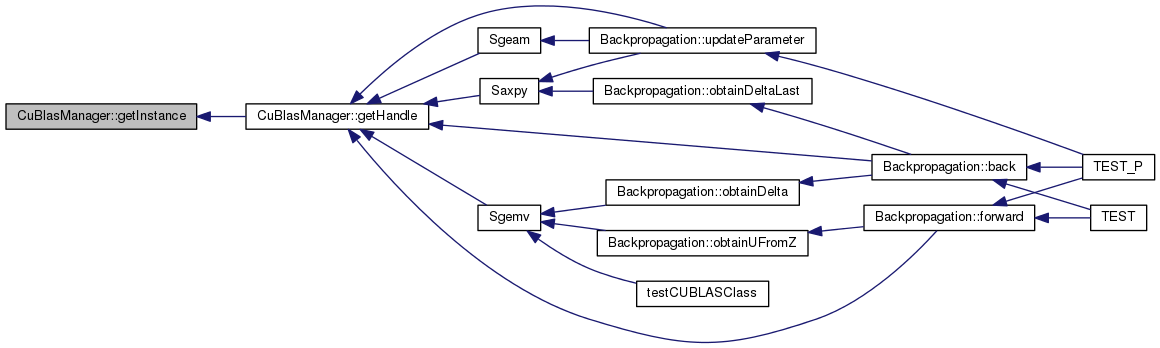 Sgeam
Backpropagation::updateParameter
Saxpy
Backpropagation::obtainDeltaLast
CuBlasManager::getInstance
CuBlasManager::getHandle
Backpropagation::back
TEST_P
Backpropagation::obtainDelta
Sgemv
Backpropagation::forward
TEST
Backpropagation::obtainUFromZ
testCUBLASClass